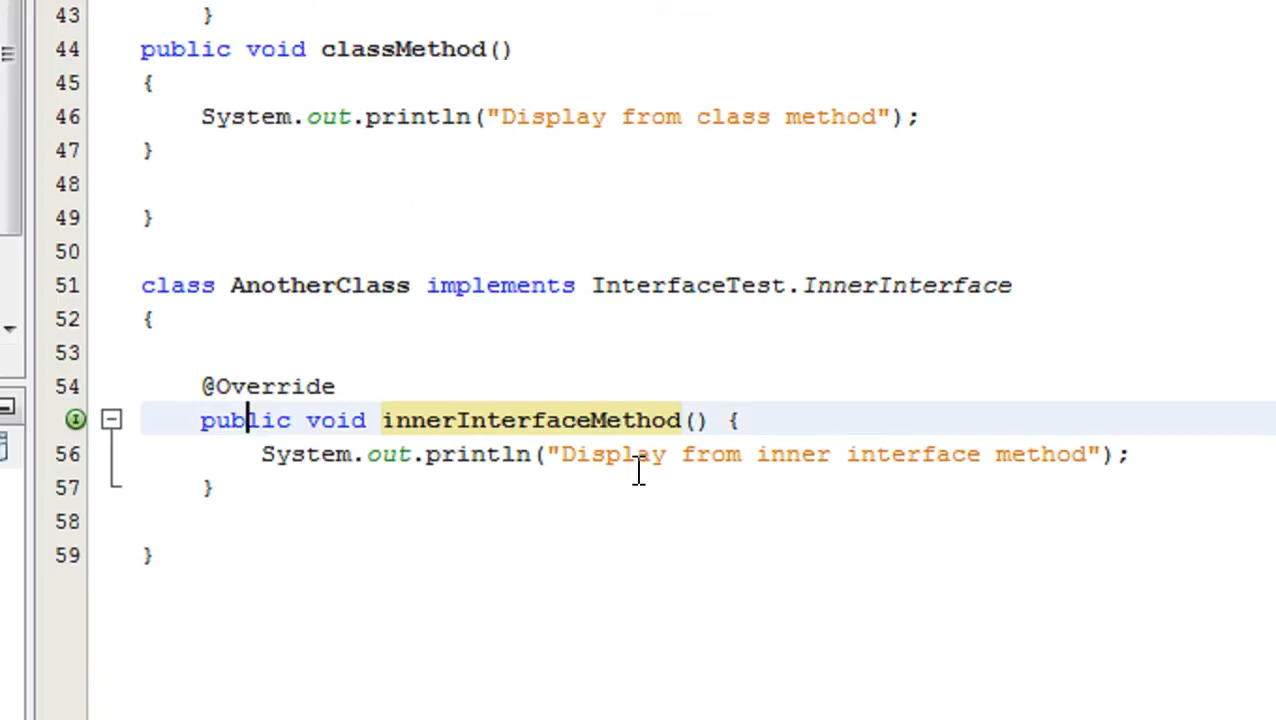 43 }
44 public void classMethod()
45 {
46 System.out.println("Display from class method");
47 }
48
49 }
50
51 class AnotherClass implements InterfaceTest.InnerInterface
52 {
53
54 @Override
public void innerInterfaceMethod() {
56 System.out.println("Display from inner interface method");
57 }
58
59 }